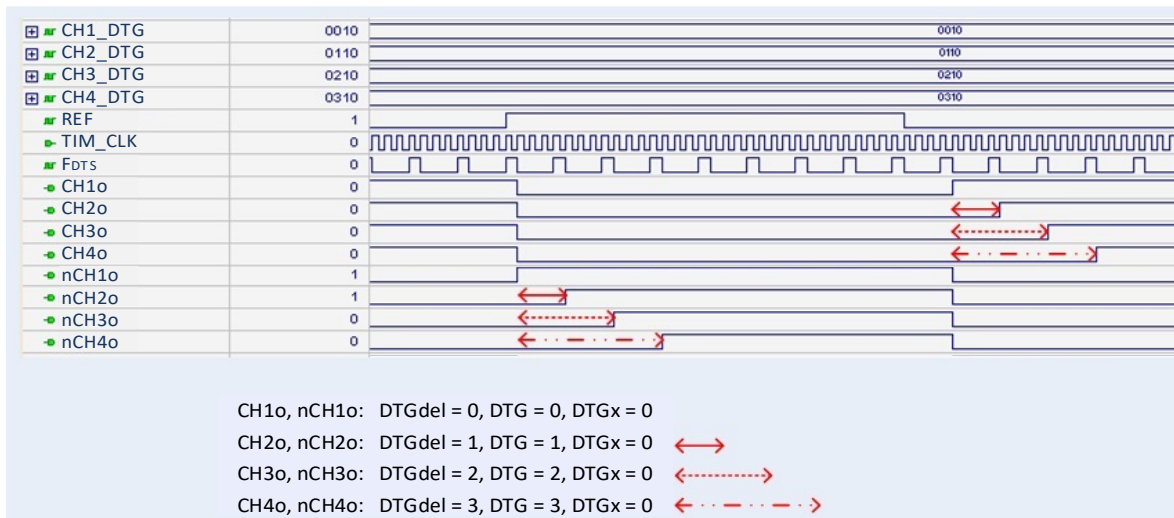 CH1_DTG 0010 0010
CH2_DTG 0110 0110
CH3_DTG 0210 0210
CH4_DTG 0310 0310
REF 1
TIM_CLK 0
FDTS 0
CH1o 0
CH2o 0
CH3o 0
CH4o 0
nCH1o 1
nCH2o 1
nCH3o 0
nCH4o 0
CH1o, nCH1o: DTGdel = 0, DTG = 0, DTGx = 0
CH2o, nCH2o: DTGdel = 1, DTG = 1, DTGx = 0
CH3o, nCH3o: DTGdel = 2, DTG = 2, DTGx = 0
CH4o, nCH4o: DTGdel = 3, DTG = 3, DTGx = 0